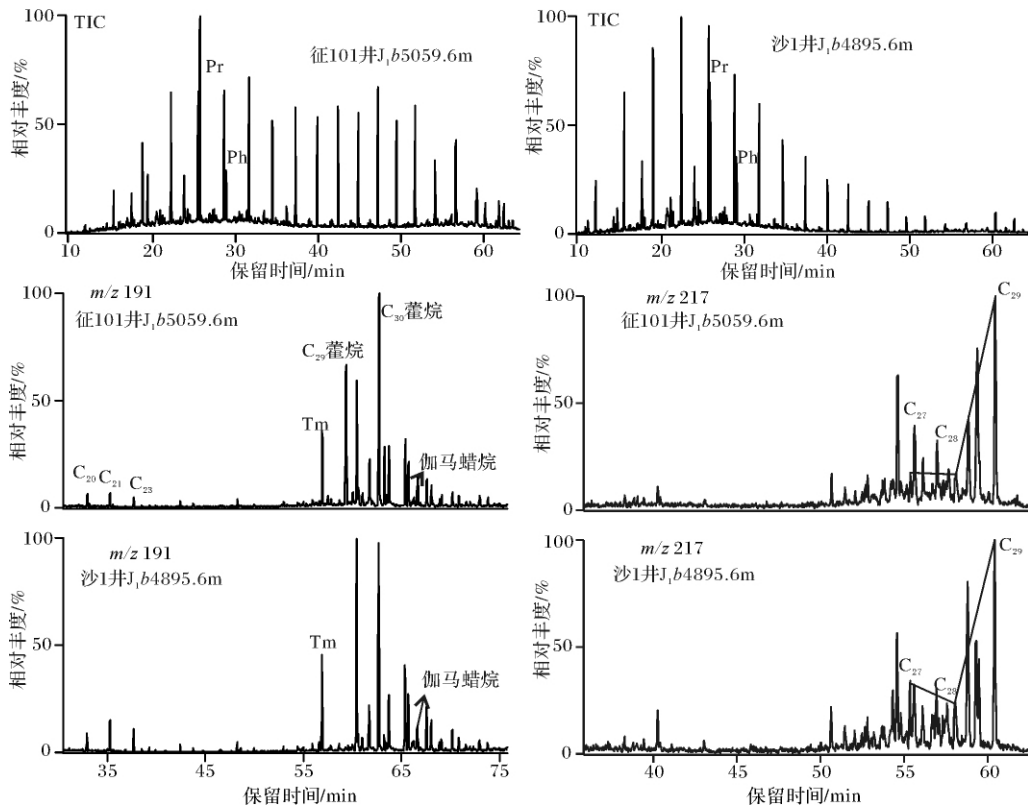 TIC
征101井J₁b5059.6m
Pr
Ph
相对丰度/%
100
50
0
10
20
30
40
50
60
保留时间/min
TIC
沙1井J₁b4895.6m
Pr
Ph
相对丰度/%
100
50
0
10
20
30
40
50
60
保留时间/min
m/z 191
征101井J₁b5059.6m
C₃₀藿烷
C₂₉藿烷
Tm
伽马蜡烷
C₂₀
C₂₁
C₂₃
相对丰度/%
100
50
0
m/z 217
征101井J₁b5059.6m
C₂₉
C₂₇
C₂₈
相对丰度/%
100
50
0
m/z 191
沙1井J₁b4895.6m
Tm
伽马蜡烷
相对丰度/%
100
50
0
35
45
55
65
75
保留时间/min
m/z 217
沙1井J₁b4895.6m
C₂₉
C₂₇
C₂₈
相对丰度/%
100
50
0
40
50
55
60
保留时间/min